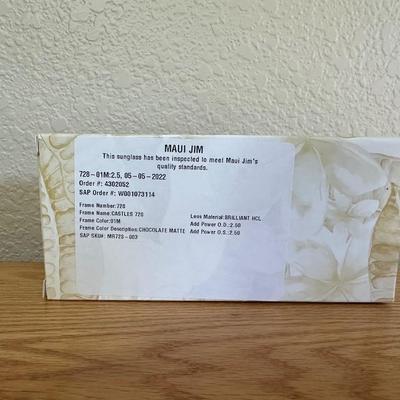 MAUI JIM
This sunglass has been inspected to meet Maui Jim's
quality standards.
728-01M:2.5, 05-05-2022
Order #: 4302052
SAP Order #: W001073114
Frame Number:728
Frame Name:CASTLES 728
Frame Color:01M
Frame Color Description:CHOCOLATE MATTE
SAP SKU#: MR728-003
Lens Material:BRILLIANT HCL
Add Power O.D.:2.50
Add Power O.S.:2.50